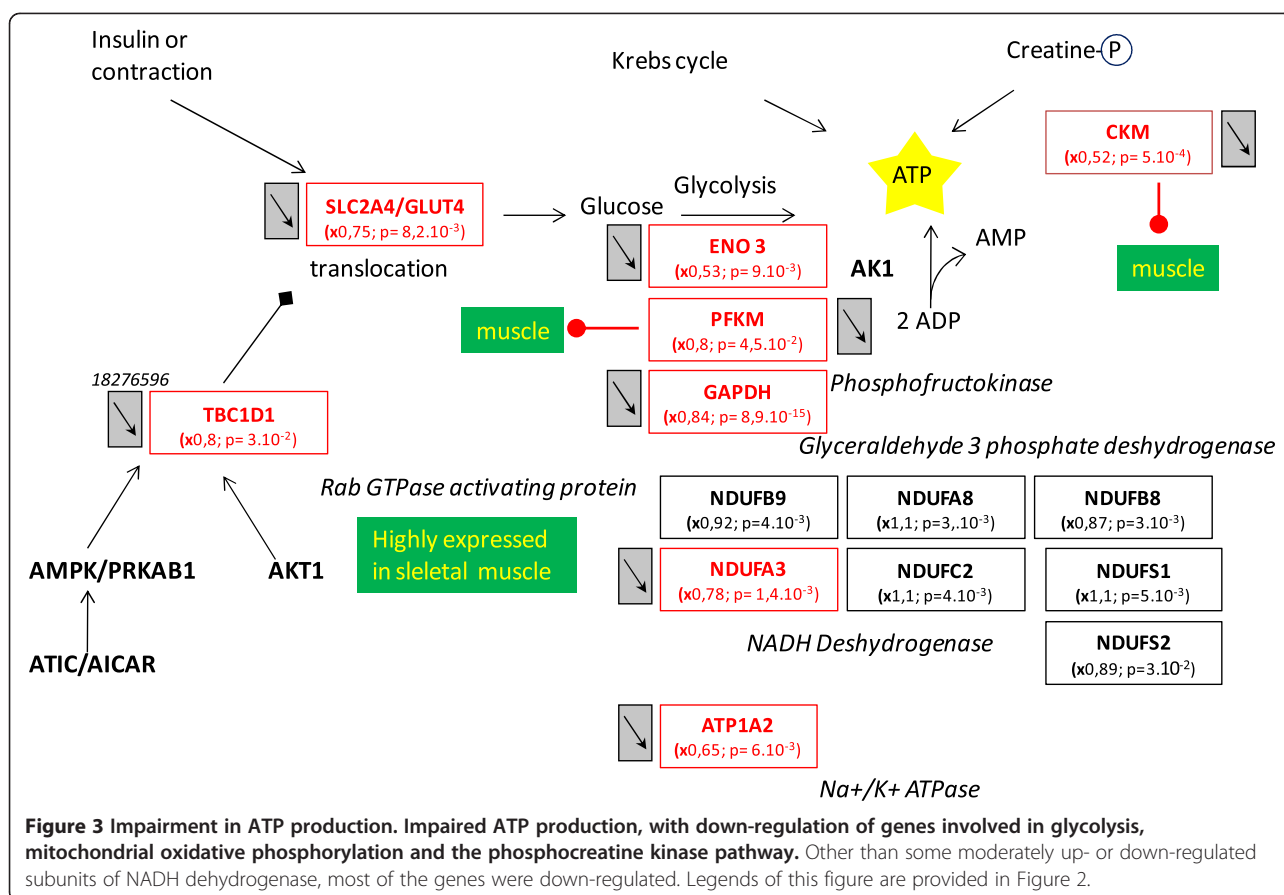 Insulin or
contraction
Krebs cycle
Creatine-P
CKM
(x0,52; p= 5.10-4)
ATP
SLC2A4/GLUT4
(x0,75; p= 8,2.10-3)
translocation
Glucose
Glycolysis
ENO 3
(x0,53; p= 9.10-3)
AK1
AMP
muscle
2 ADP
muscle
PFKM
(x0,8; p= 4,5.10-2)
Phosphofructokinase
18276596
TBC1D1
(x0,8; p= 3.10-2)
GAPDH
(x0,84; p= 8,9.10-15)
Glyceraldehyde 3 phosphate deshydrogenase
Rab GTPase activating protein
NDUFB9
(x0,92; p=4.10-3)
NDUFA8
(x1,1; p=3,.10-3)
NDUFB8
(x0,87; p=3.10-3)
Highly expressed
in sleletal muscle
AMPK/PRKAB1
AKT1
NDUFA3
(x0,78; p= 1,4.10-3)
NDUFC2
(x1,1; p=4.10-3)
NDUFS1
(x1,1; p=5.10-3)
NADH Deshydrogenase
NDUFS2
(x0,89; p=3.10-2)
ATIC/AICAR
ATP1A2
(x0,65; p= 6.10-3)
Na+/K+ ATPase
Figure 3 Impairment in ATP production. Impaired ATP production, with down-regulation of genes involved in glycolysis,
mitochondrial oxidative phosphorylation and the phosphocreatine kinase pathway. Other than some moderately up- or down-regulated
subunits of NADH dehydrogenase, most of the genes were down-regulated. Legends of this figure are provided in Figure 2.